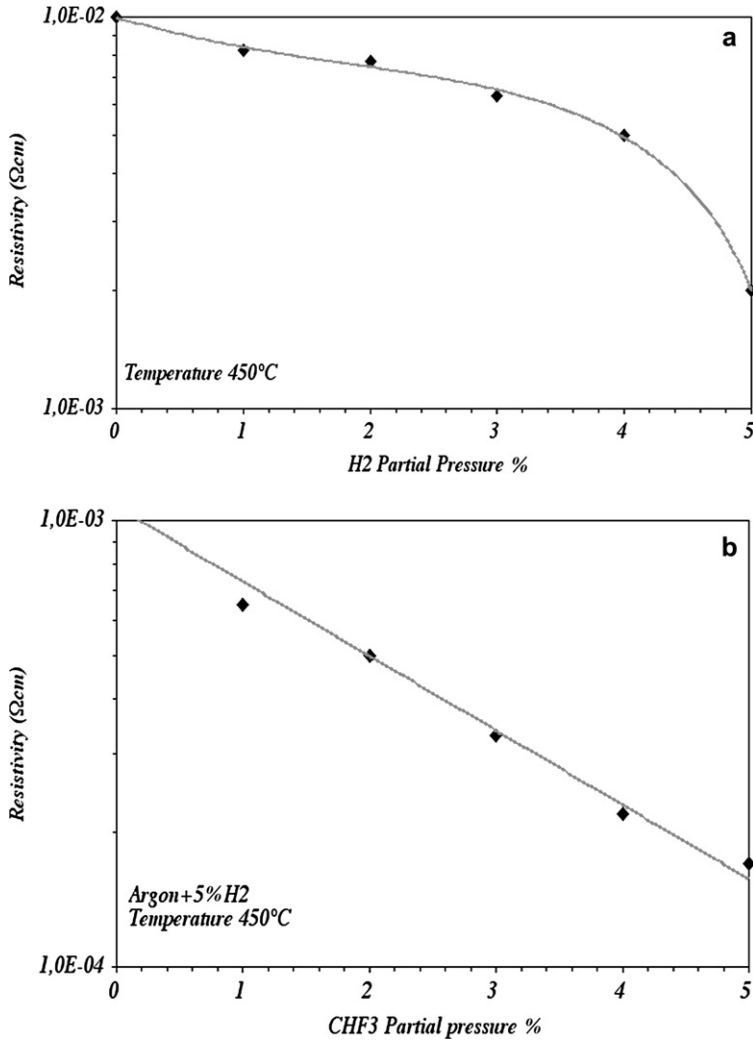 a
1,0E-02
Resistivity (Ωcm)
Temperature 450°C
1,0E-03
0 1 2 3 4 5
H2 Partial Pressure %
b
1,0E-03
Resistivity (Ωcm)
Argon+5%H2
Temperature 450°C
1,0E-04
0 1 2 3 4 5
CHF3 Partial pressure %